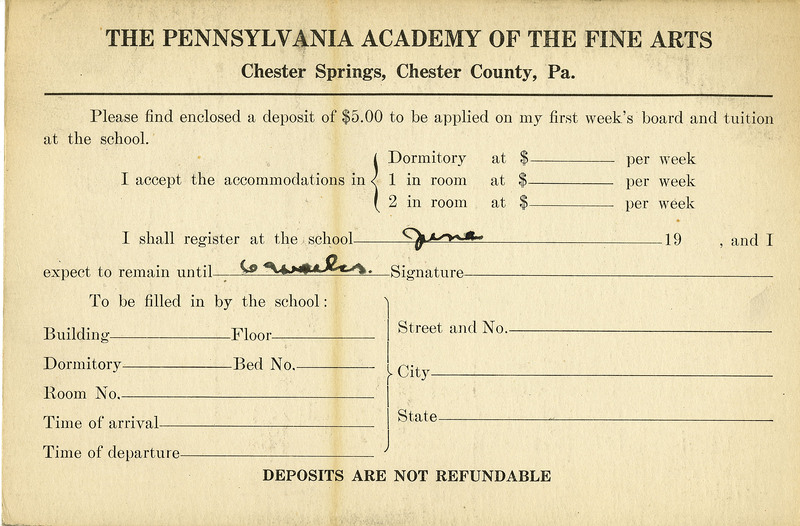 THE PENNSYLVANIA ACADEMY OF THE FINE ARTS
Chester Springs, Chester County, Pa.
Please find enclosed a deposit of $5.00 to be applied on my first week's board and tuition
at the school.
I accept the accommodations in
Dormitory at $ per week
1 in room at $ per week
2 in room at $ per week
I shall register at the school June 19 , and I
expect to remain until 6 weeks. Signature
To be filled in by the school:
Building Floor
Dormitory Bed No.
Room No.
Time of arrival
Time of departure
Street and No.
City
State
DEPOSITS ARE NOT REFUNDABLE